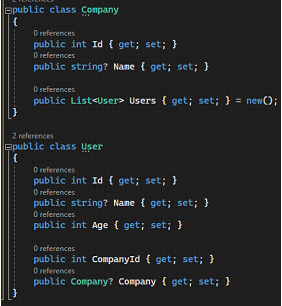 2 references
public class Company
{
0 references
public int Id { get; set; }
0 references
public string? Name { get; set; }
0 references
public List<User> Users { get; set; } = new();
}
2 references
public class User
{
0 references
public int Id { get; set; }
0 references
public string? Name { get; set; }
0 references
public int Age { get; set; }
0 references
public int CompanyId { get; set; }
0 references
public Company? Company { get; set; }
}